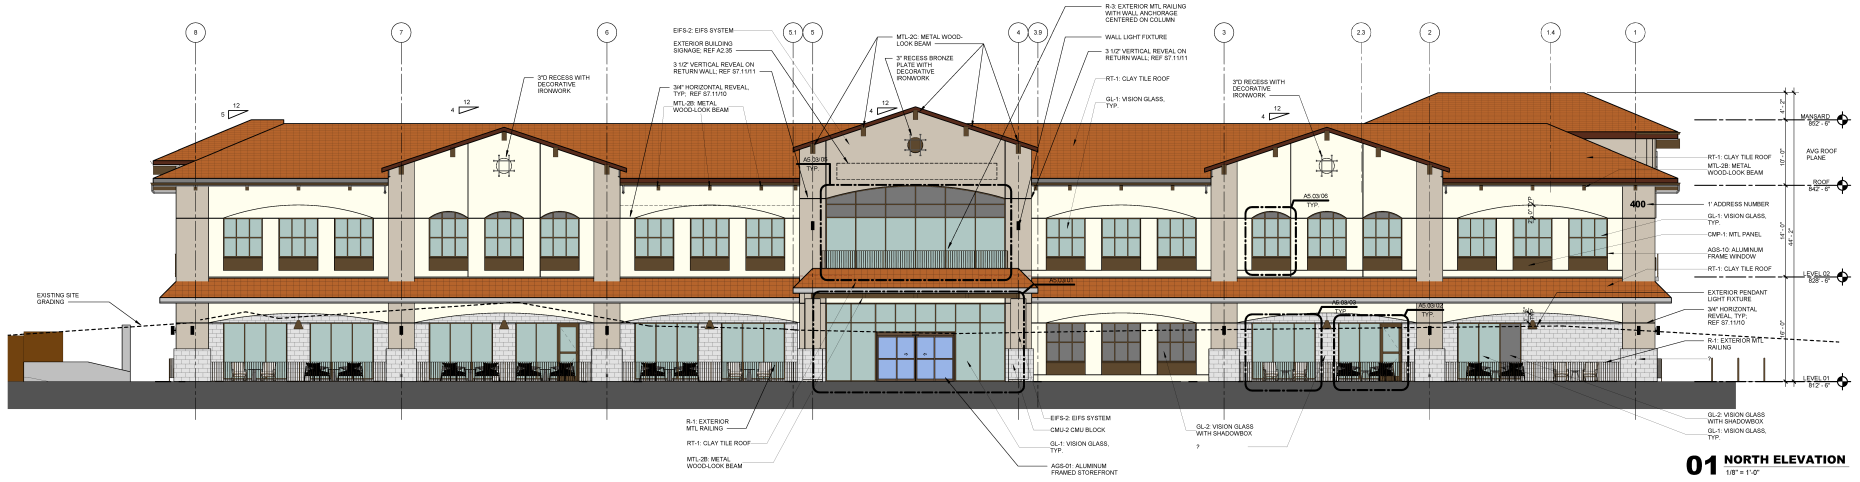 8
7
6
5.1
5
4
3.9
3
2.3
2
1.4
1
R-3: EXTERIOR MTL RAILING
WITH WALL ANCHORAGE
CENTERED ON COLUMN
EIFS-2: EIFS SYSTEM
EXTERIOR BUILDING
SIGNAGE; REF A2.35
3 1/2" VERTICAL REVEAL ON
RETURN WALL; REF S7.11/11
MTL-2C: METAL WOOD-
LOOK BEAM
3" RECESS BRONZE
PLATE WITH
DECORATIVE
IRONWORK
WALL LIGHT FIXTURE
3 1/2" VERTICAL REVEAL ON
RETURN WALL; REF S7.11/11
RT-1: CLAY TILE ROOF
GL-1: VISION GLASS,
TYP.
3"D RECESS WITH
DECORATIVE
IRONWORK
3/4" HORIZONTAL REVEAL,
TYP; REF S7.11/10
MTL-2B: METAL
WOOD-LOOK BEAM
3"D RECESS WITH
DECORATIVE
IRONWORK
12
5
12
4
12
4
12
4
A5.03/05
TYP.
A5.03/06
TYP.
4' - 2"
MANSARD
852' - 6"
10' - 0"
AVG ROOF
PLANE
RT-1: CLAY TILE ROOF
MTL-2B: METAL
WOOD-LOOK BEAM
ROOF
842' - 6"
400
1' ADDRESS NUMBER
GL-1: VISION GLASS,
TYP.
CMP-1: MTL PANEL
14' - 0"
44' - 2"
AGS-10: ALUMINUM
FRAME WINDOW
RT-1: CLAY TILE ROOF
LEVEL 02
828' - 6"
EXISTING SITE
GRADING
A5.03/01
A5.03/03
TYP.
A5.03/02
TYP.
EXTERIOR PENDANT
LIGHT FIXTURE
3/4" HORIZONTAL
REVEAL, TYP;
REF S7.11/10
16' - 0"
R-1: EXTERIOR MTL
RAILING
?
LEVEL 01
812' - 6"
R-1: EXTERIOR
MTL RAILING
RT-1: CLAY TILE ROOF
MTL-2B: METAL
WOOD-LOOK BEAM
EIFS-2: EIFS SYSTEM
CMU-2 CMU BLOCK
GL-1: VISION GLASS,
TYP.
AGS-01: ALUMINUM
FRAMED STOREFRONT
GL-2: VISION GLASS
WITH SHADOWBOX
?
GL-2: VISION GLASS
WITH SHADOWBOX
GL-1: VISION GLASS,
TYP.
01 NORTH ELEVATION
1/8" = 1'-0"